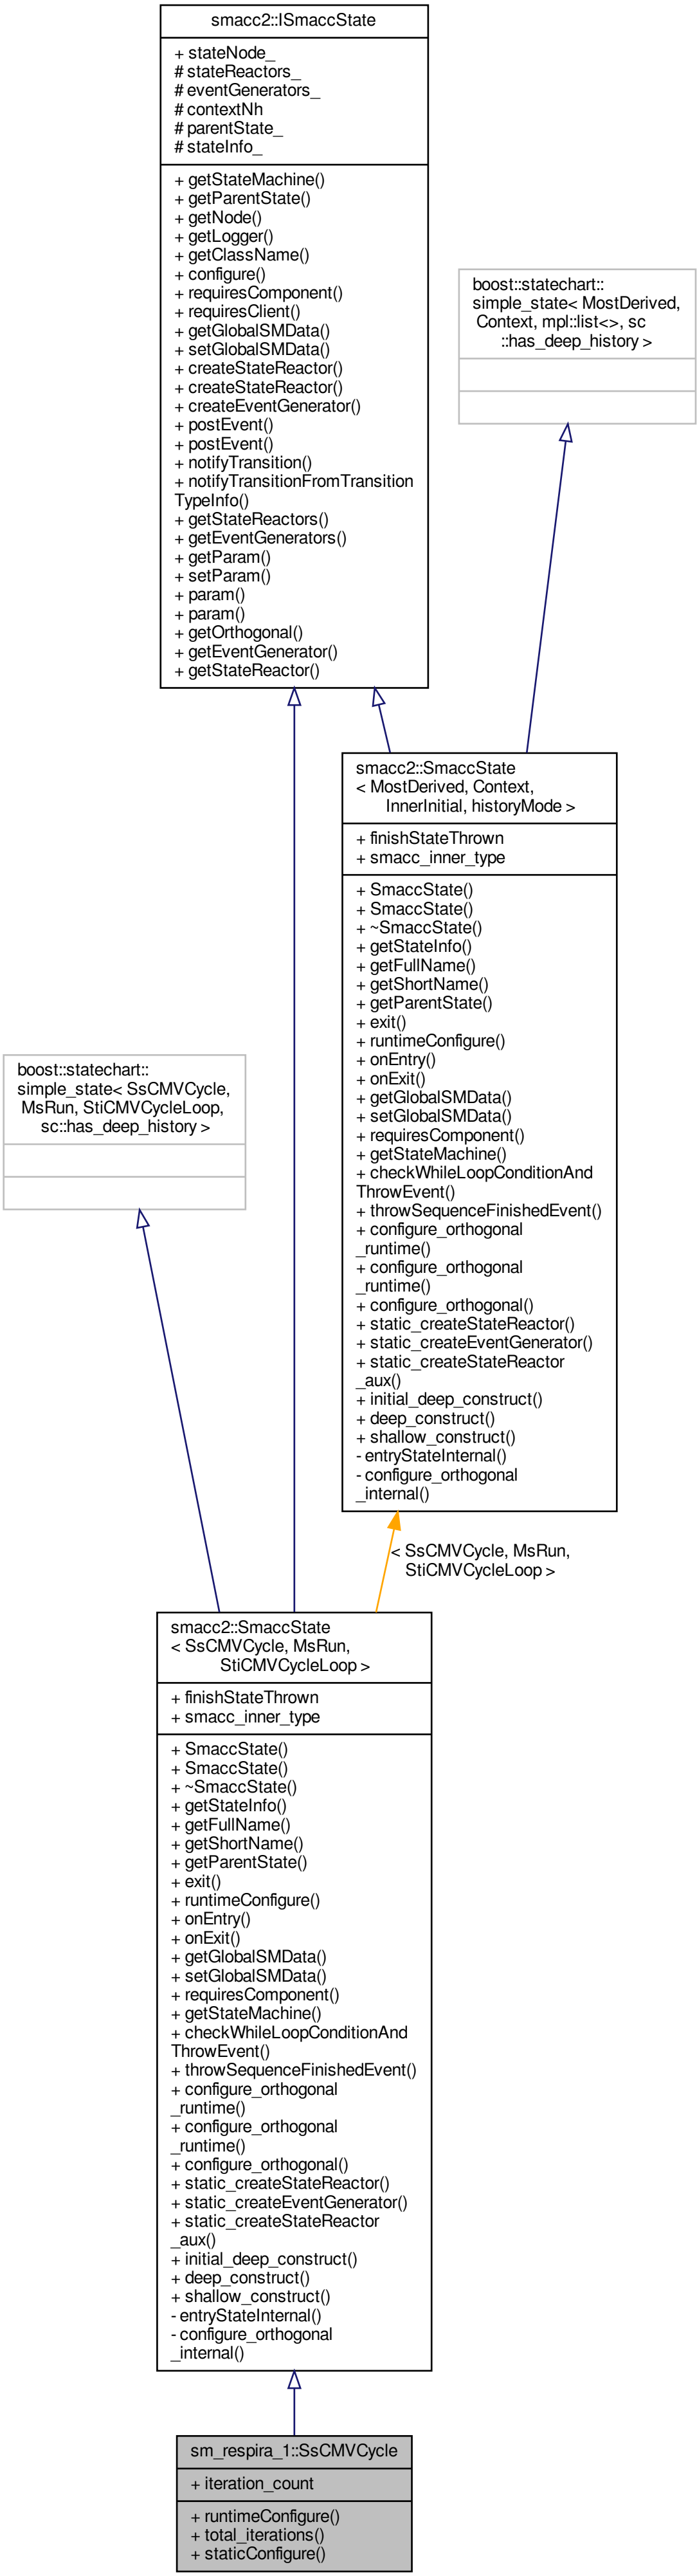 smacc2::ISmaccState
+ stateNode_
# stateReactors_
# eventGenerators_
# contextNh
# parentState_
# stateInfo_
+ getStateMachine()
+ getParentState()
+ getNode()
+ getLogger()
+ getClassName()
+ configure()
+ requiresComponent()
+ requiresClient()
+ getGlobalSMData()
+ setGlobalSMData()
+ createStateReactor()
+ createStateReactor()
+ createEventGenerator()
+ postEvent()
+ postEvent()
+ notifyTransition()
+ notifyTransitionFromTransition
TypeInfo()
+ getStateReactors()
+ getEventGenerators()
+ getParam()
+ setParam()
+ param()
+ param()
+ getOrthogonal()
+ getEventGenerator()
+ getStateReactor()
boost::statechart::
simple_state< MostDerived,
Context, mpl::list<>, sc
::has_deep_history >
smacc2::SmaccState
< MostDerived, Context,
InnerInitial, historyMode >
+ finishStateThrown
+ smacc_inner_type
+ SmaccState()
+ SmaccState()
+ ~SmaccState()
+ getStateInfo()
+ getFullName()
+ getShortName()
+ getParentState()
+ exit()
+ runtimeConfigure()
+ onEntry()
+ onExit()
+ getGlobalSMData()
+ setGlobalSMData()
+ requiresComponent()
+ getStateMachine()
+ checkWhileLoopConditionAnd
ThrowEvent()
+ throwSequenceFinishedEvent()
+ configure_orthogonal
_runtime()
+ configure_orthogonal
_runtime()
+ configure_orthogonal()
+ static_createStateReactor()
+ static_createEventGenerator()
+ static_createStateReactor
_aux()
+ initial_deep_construct()
+ deep_construct()
+ shallow_construct()
- entryStateInternal()
- configure_orthogonal
_internal()
boost::statechart::
simple_state< SsCMVCycle,
MsRun, StiCMVCycleLoop,
sc::has_deep_history >
< SsCMVCycle, MsRun,
StiCMVCycleLoop >
smacc2::SmaccState
< SsCMVCycle, MsRun,
StiCMVCycleLoop >
+ finishStateThrown
+ smacc_inner_type
+ SmaccState()
+ SmaccState()
+ ~SmaccState()
+ getStateInfo()
+ getFullName()
+ getShortName()
+ getParentState()
+ exit()
+ runtimeConfigure()
+ onEntry()
+ onExit()
+ getGlobalSMData()
+ setGlobalSMData()
+ requiresComponent()
+ getStateMachine()
+ checkWhileLoopConditionAnd
ThrowEvent()
+ throwSequenceFinishedEvent()
+ configure_orthogonal
_runtime()
+ configure_orthogonal
_runtime()
+ configure_orthogonal()
+ static_createStateReactor()
+ static_createEventGenerator()
+ static_createStateReactor
_aux()
+ initial_deep_construct()
+ deep_construct()
+ shallow_construct()
- entryStateInternal()
- configure_orthogonal
_internal()
sm_respira_1::SsCMVCycle
+ iteration_count
+ runtimeConfigure()
+ total_iterations()
+ staticConfigure()